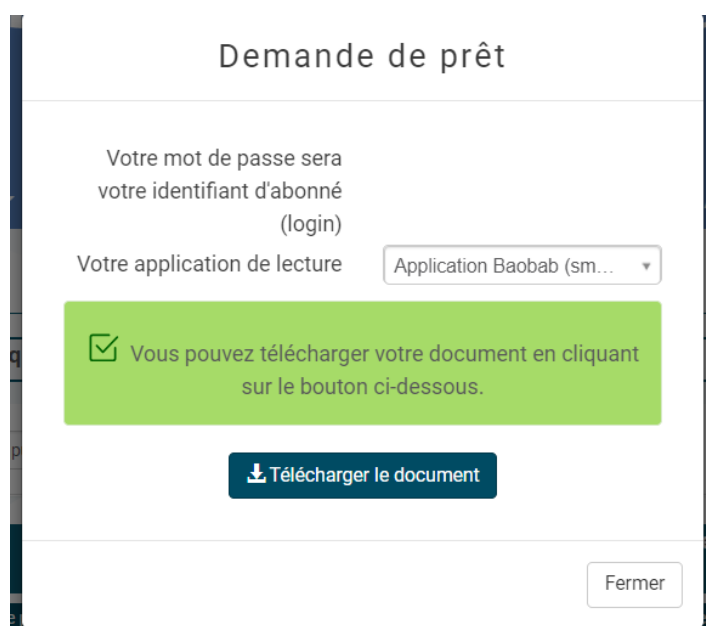 Demande de prêt
Votre mot de passe sera
votre identifiant d'abonné
(login)
Votre application de lecture
Application Baobab (sm...
Vous pouvez télécharger votre document en cliquant
sur le bouton ci-dessous.
Télécharger le document
Fermer